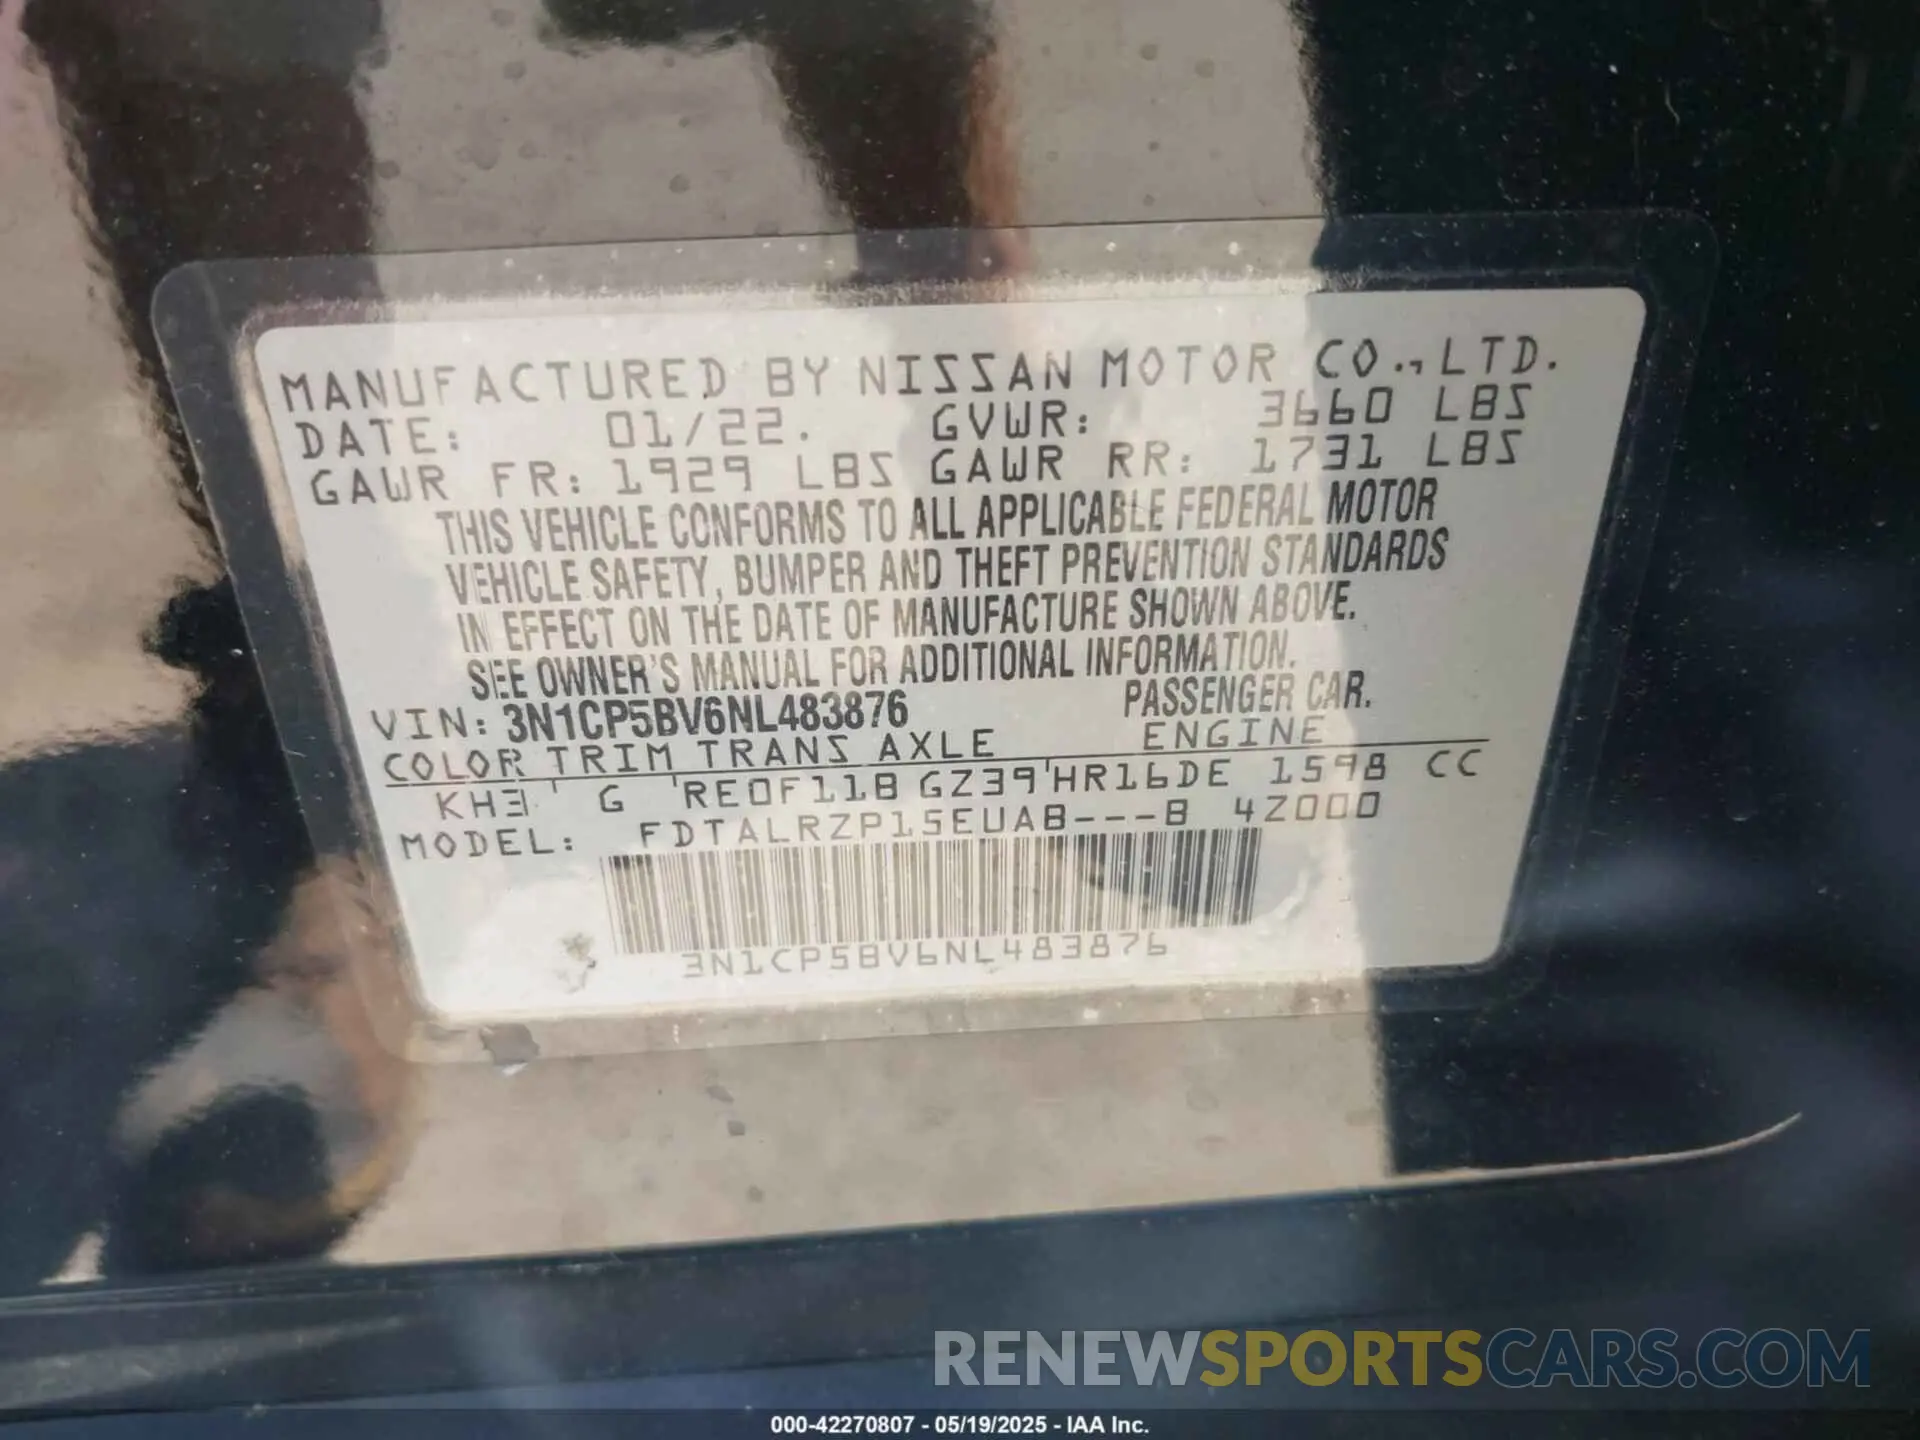 MANUFACTURED BY NISSAN MOTOR CO., LTD.
DATE: 01/22. GVWR: 3660 LBS
GAWR FR: 1929 LBS GAWR RR: 1731 LBS
THIS VEHICLE CONFORMS TO ALL APPLICABLE FEDERAL MOTOR
VEHICLE SAFETY, BUMPER AND THEFT PREVENTION STANDARDS
IN EFFECT ON THE DATE OF MANUFACTURE SHOWN ABOVE.
SEE OWNER'S MANUAL FOR ADDITIONAL INFORMATION.
VIN: 3N1CP5BV6NL483876 PASSENGER CAR.
COLOR TRIM TRANS AXLE ENGINE
KH3 G RE0F11B GZ39 HR16DE 1598 CC
MODEL: FDTALRZP15EUAB---B 4Z000
3N1CP5BV6NL483876
RENEWSPORTSCARS.COM
000-42270807 - 05/19/2025 - IAA Inc.